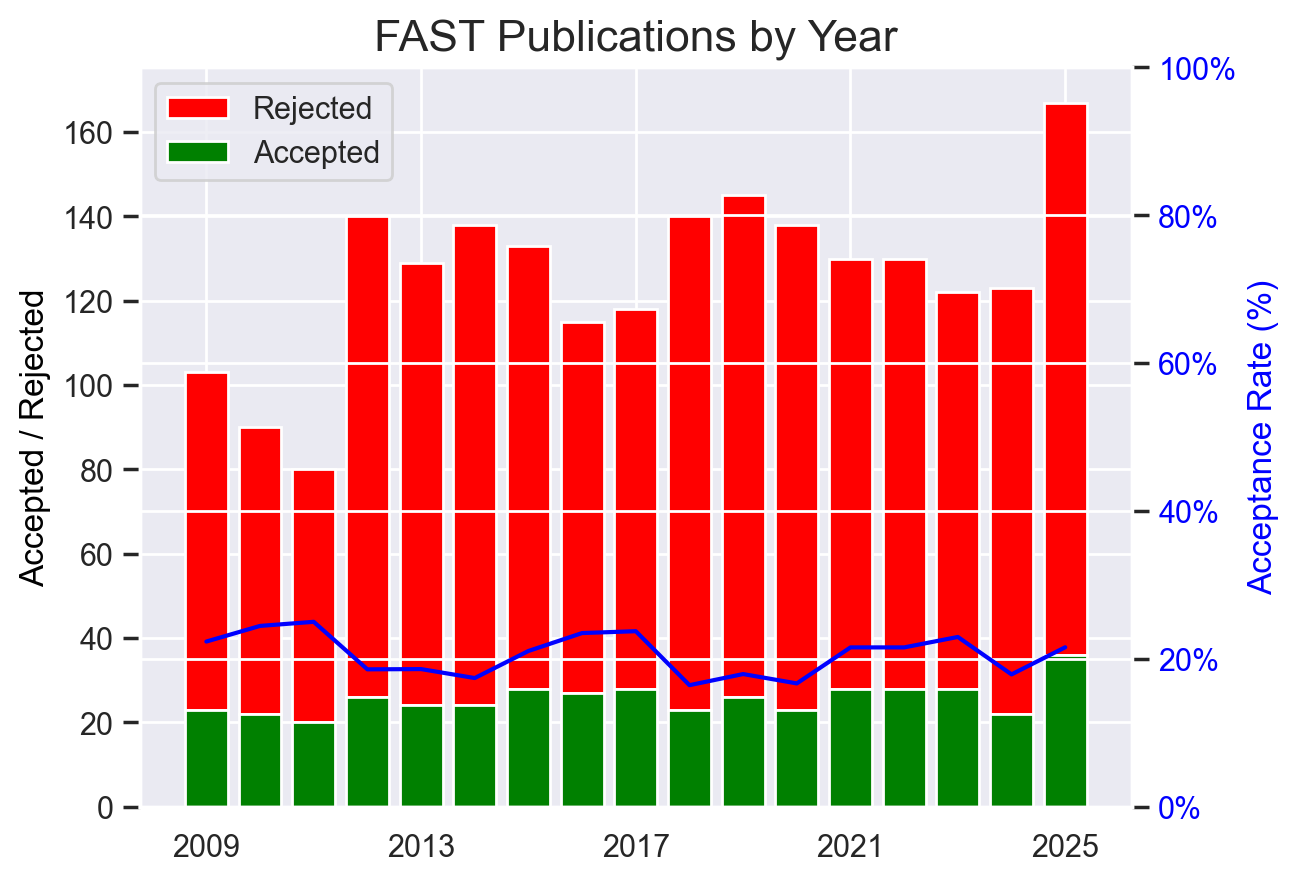 FAST Publications by Year
Rejected
Accepted
Accepted / Rejected
160
140
120
100
80
60
40
20
0
100%
80%
60%
40%
20%
0%
Acceptance Rate (%)
2009 2013 2017 2021 2025